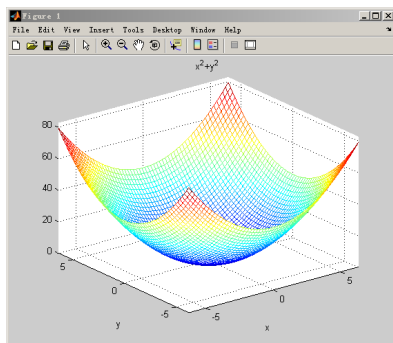 Figure 1
File Edit View Insert Tools Desktop Window Help
x²+y²
80
60
40
20
0
5
0
-5
y
-5
0
5
x